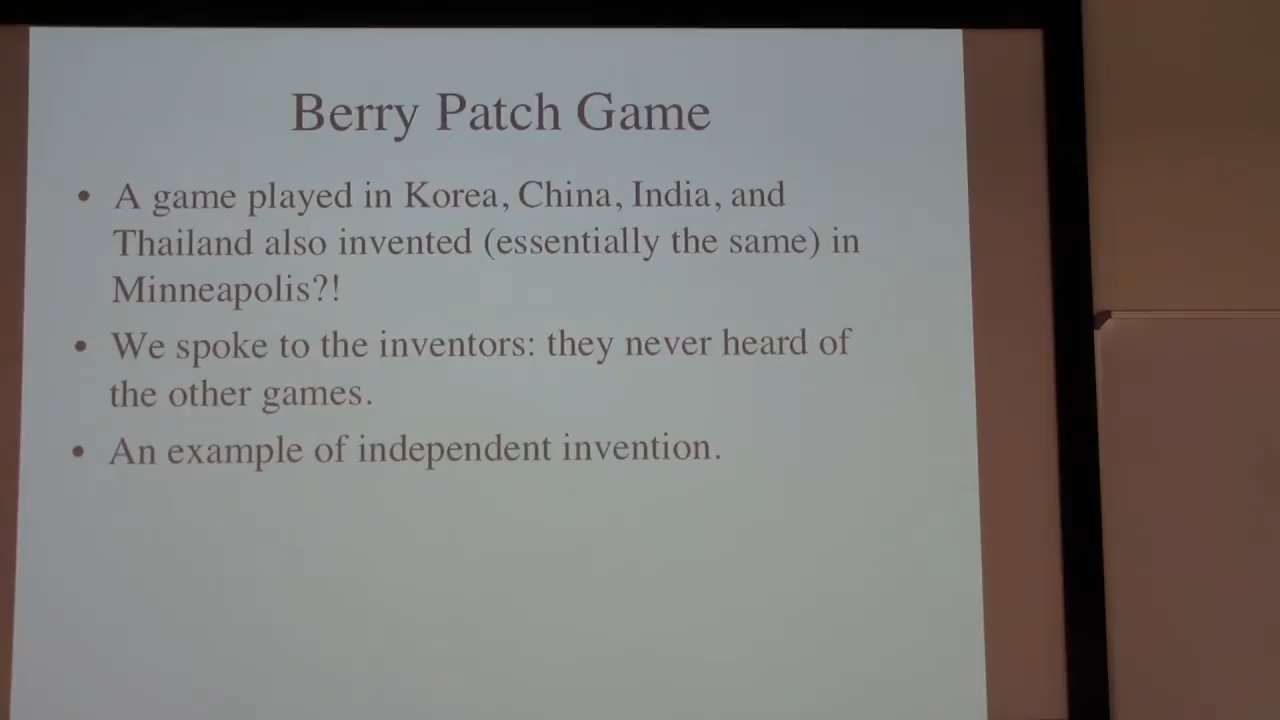 Berry Patch Game
• A game played in Korea, China, India, and
Thailand also invented (essentially the same) in
Minneapolis?!
• We spoke to the inventors: they never heard of
the other games.
• An example of independent invention.